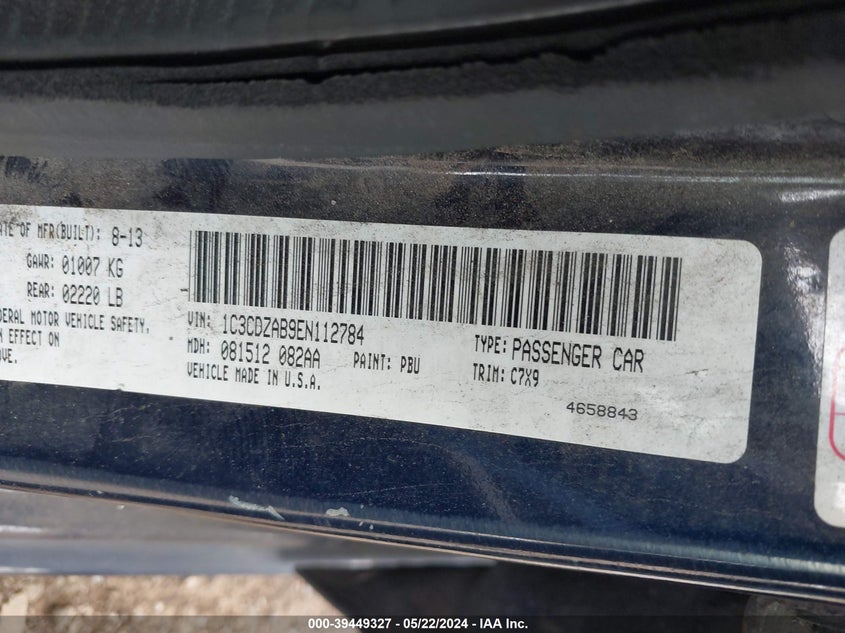 ATE OF MFR(BUILT): 8-13
GAWR: 01007 KG
REAR: 02220 LB
DERAL MOTOR VEHICLE SAFETY,
IN EFFECT ON
OVE.
VIN: 1C3CDZAB9EN112784
MDH: 081512 082AA PAINT: PBU
VEHICLE MADE IN U.S.A.
TYPE: PASSENGER CAR
TRIM: C7X9
4658843
000-39449327 - 05/22/2024 - IAA Inc.